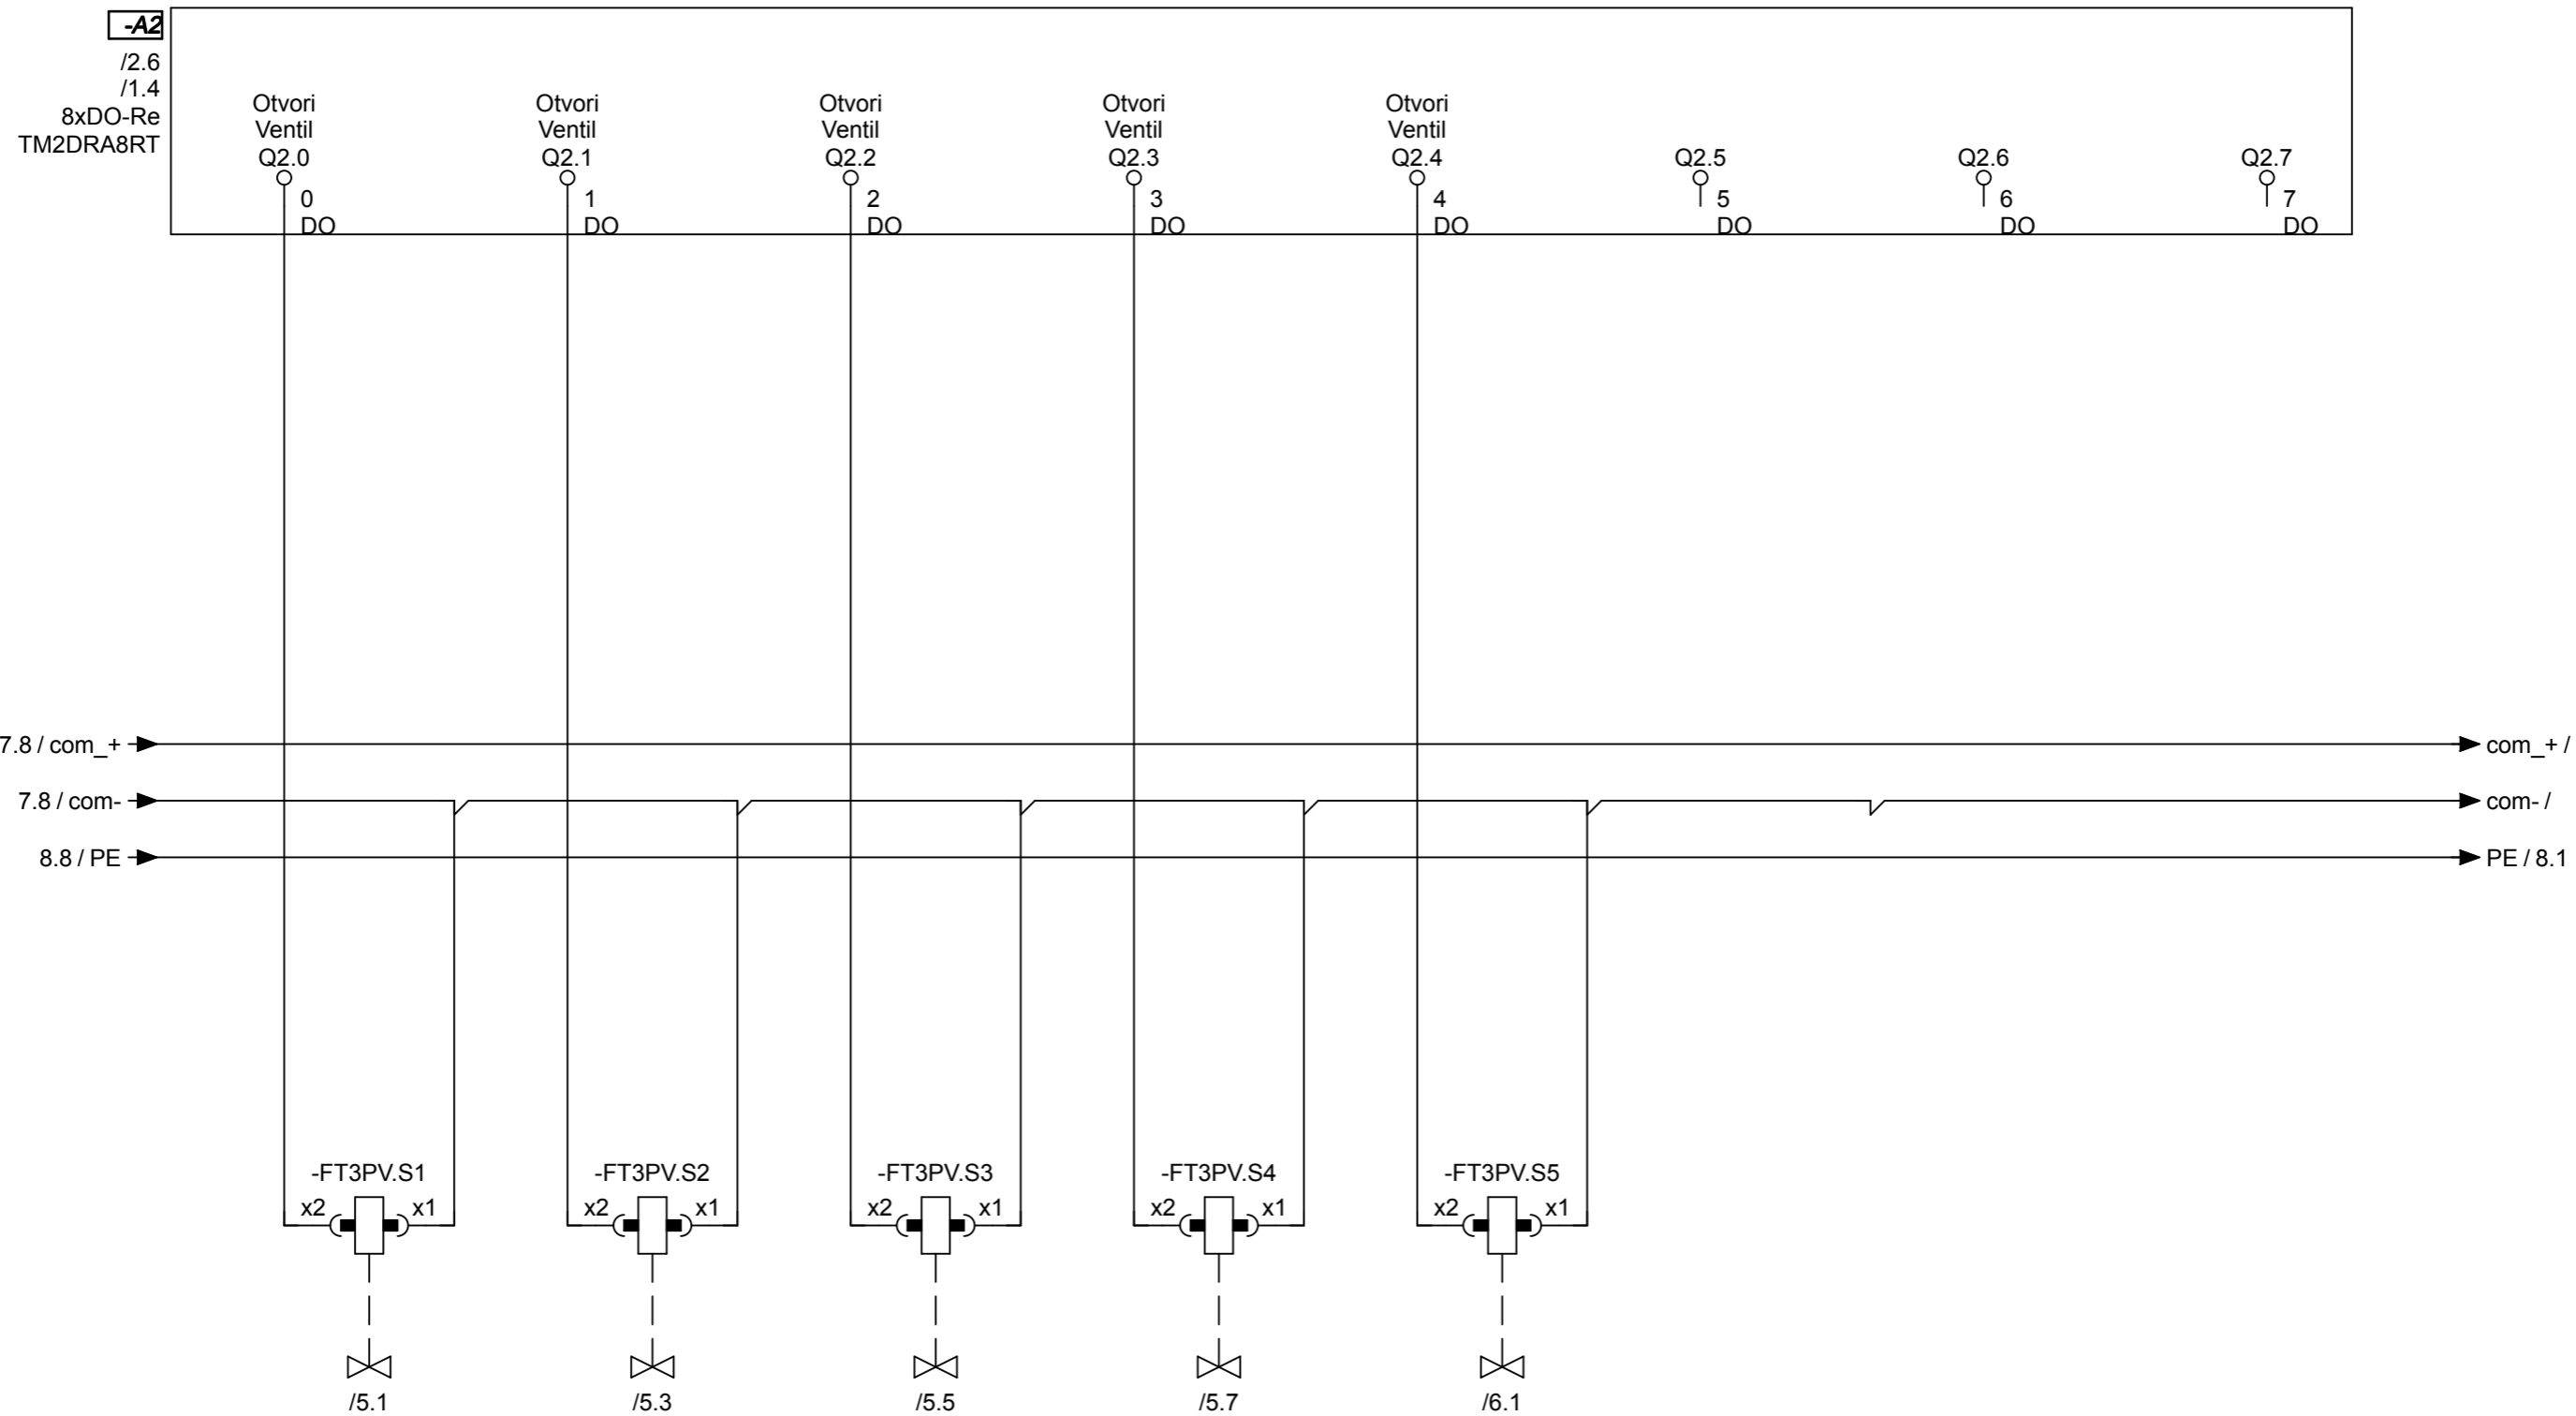 -A2
/2.6
/1.4
8xDO-Re
TM2DRA8RT
Otvori
Ventil
Q2.0
0
DO
Otvori
Ventil
Q2.1
1
DO
Otvori
Ventil
Q2.2
2
DO
Otvori
Ventil
Q2.3
3
DO
Otvori
Ventil
Q2.4
4
DO
Q2.5
5
DO
Q2.6
6
DO
Q2.7
7
DO
7.8 / com_+
com_+ /
7.8 / com-
com- /
8.8 / PE
PE / 8.1
-FT3PV.S1
x2 x1
-FT3PV.S2
x2 x1
-FT3PV.S3
x2 x1
-FT3PV.S4
x2 x1
-FT3PV.S5
x2 x1
/5.1
/5.3
/5.5
/5.7
/6.1